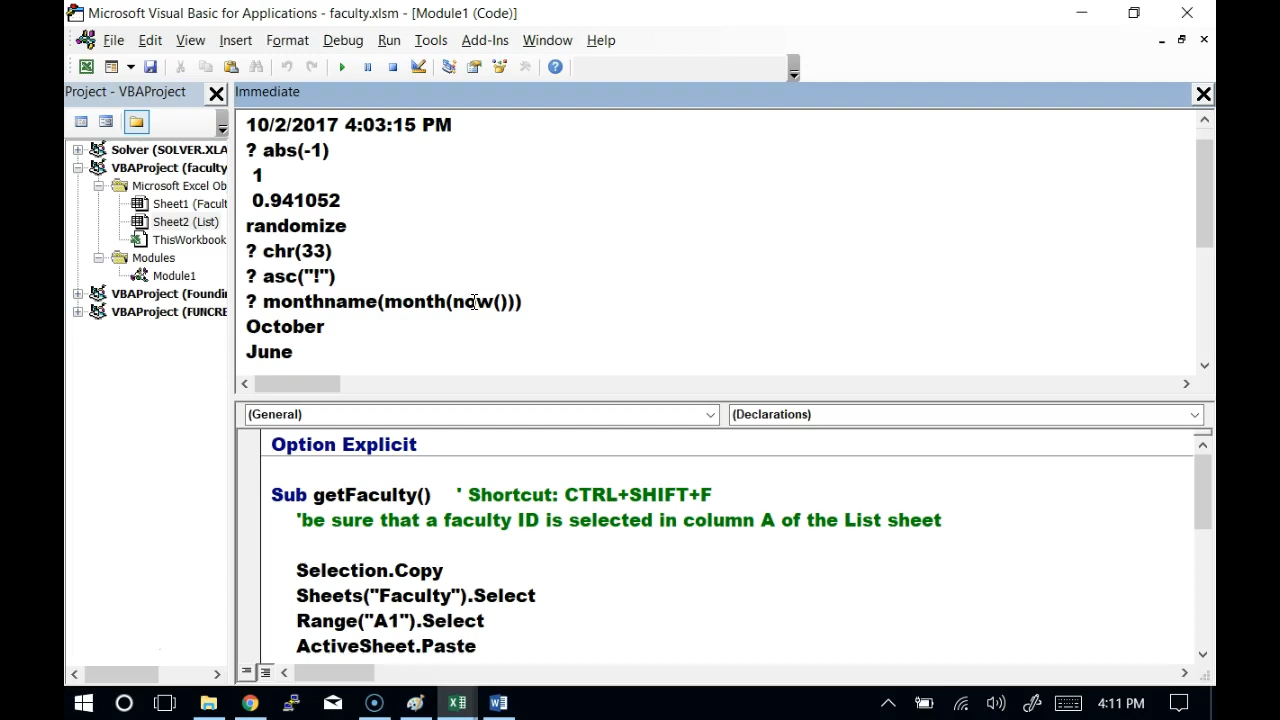 Microsoft Visual Basic for Applications - faculty.xlsm - [Module1 (Code)]
File Edit View Insert Format Debug Run Tools Add-Ins Window Help
Project - VBAProject
Solver (SOLVER.XLA
VBAProject (faculty
Microsoft Excel Ob
Sheet1 (Facult
Sheet2 (List)
ThisWorkbook
Modules
Module1
VBAProject (Foundin
VBAProject (FUNCRE
Immediate
10/2/2017 4:03:15 PM
? abs(-1)
1
0.941052
randomize
? chr(33)
? asc("!")
? monthname(month(now()))
October
June
(General) (Declarations)
Option Explicit
Sub getFaculty() ' Shortcut: CTRL+SHIFT+F
'be sure that a faculty ID is selected in column A of the List sheet
Selection.Copy
Sheets("Faculty").Select
Range("A1").Select
ActiveSheet.Paste
4:11 PM